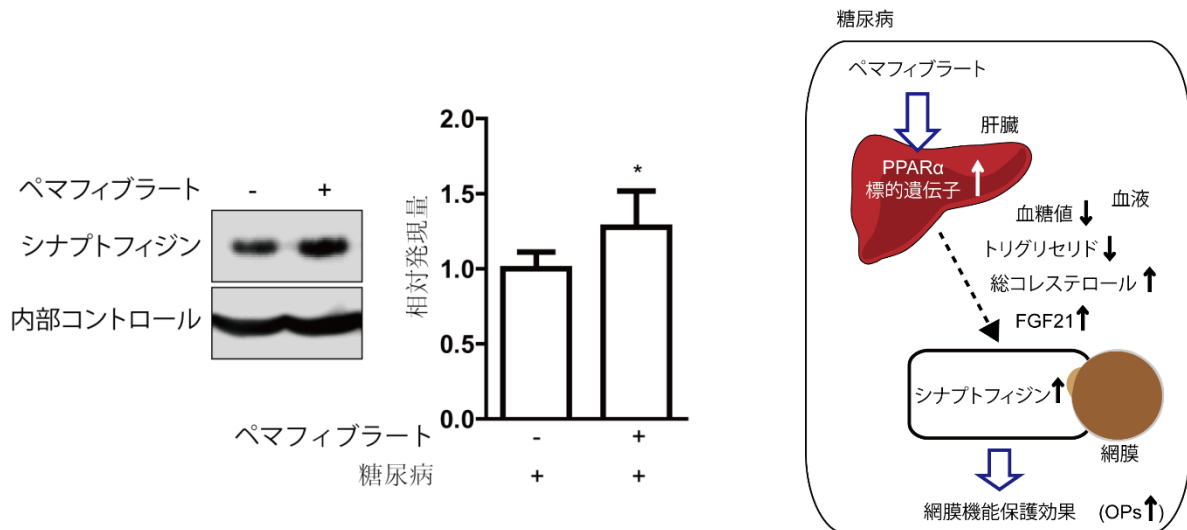 ペマフィブラート - +
シナプトフィジン
内部コントロール
相対発現量
2.0
1.5
1.0
0.5
0.0
*
ペマフィブラート - +
糖尿病 + +
糖尿病
ペマフィブラート
肝臓
PPARα
標的遺伝子
血液
血糖値
トリグリセリド
総コレステロール
FGF21
シナプトフィジン
網膜
網膜機能保護効果 (OPs)